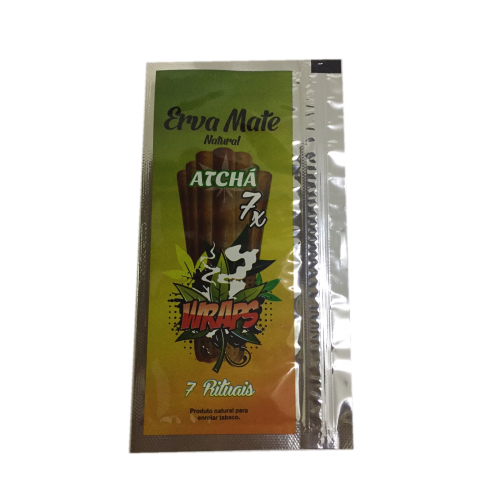 Erva Mate
Natural
ATCHÁ
7x
WRAPS
7 Rituais
Produto natural para
enrolar tabaco.